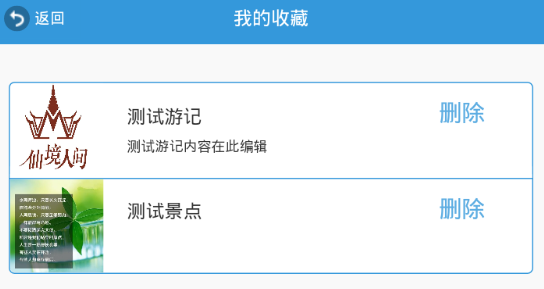 返回
我的收藏
测试游记
删除
测试游记内容在此编辑
仙境人间
测试景点
删除